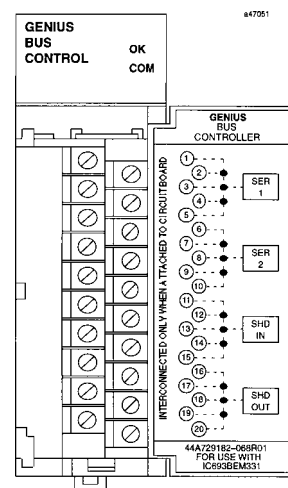 a47051
GENIUS
BUS
CONTROL
OK
COM
GENIUS
BUS
CONTROLLER
INTERCONNECTED ONLY WHEN ATTACHED TO CIRCUIT BOARD
1
2
3
4
5
SER
1
6
7
8
9
10
SER
2
11
12
13
14
15
SHD
IN
16
17
18
19
20
SHD
OUT
44A729182-068R01
FOR USE WITH
IC693BEM331